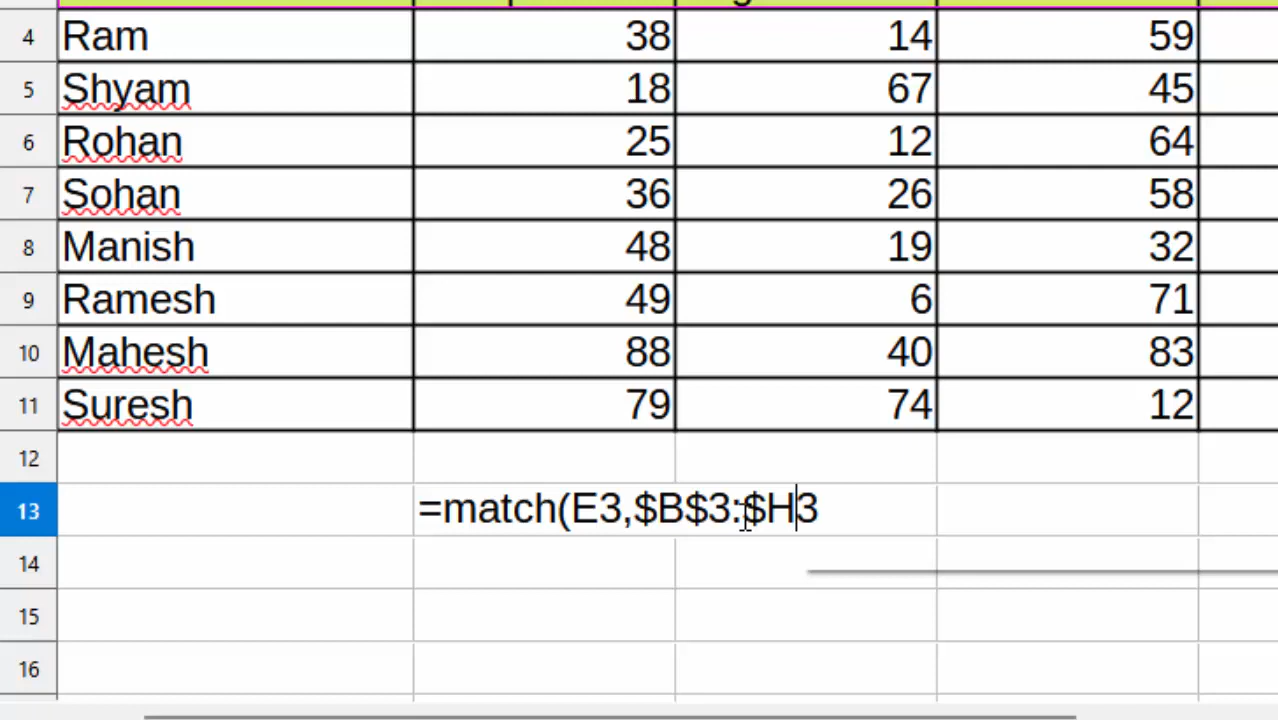 4 Ram 38 14 59
5 Shyam 18 67 45
6 Rohan 25 12 64
7 Sohan 36 26 58
8 Manish 48 19 32
9 Ramesh 49 6 71
10 Mahesh 88 40 83
11 Suresh 79 74 12
12
13 =match(E3,$B$3:$H3
14
15
16